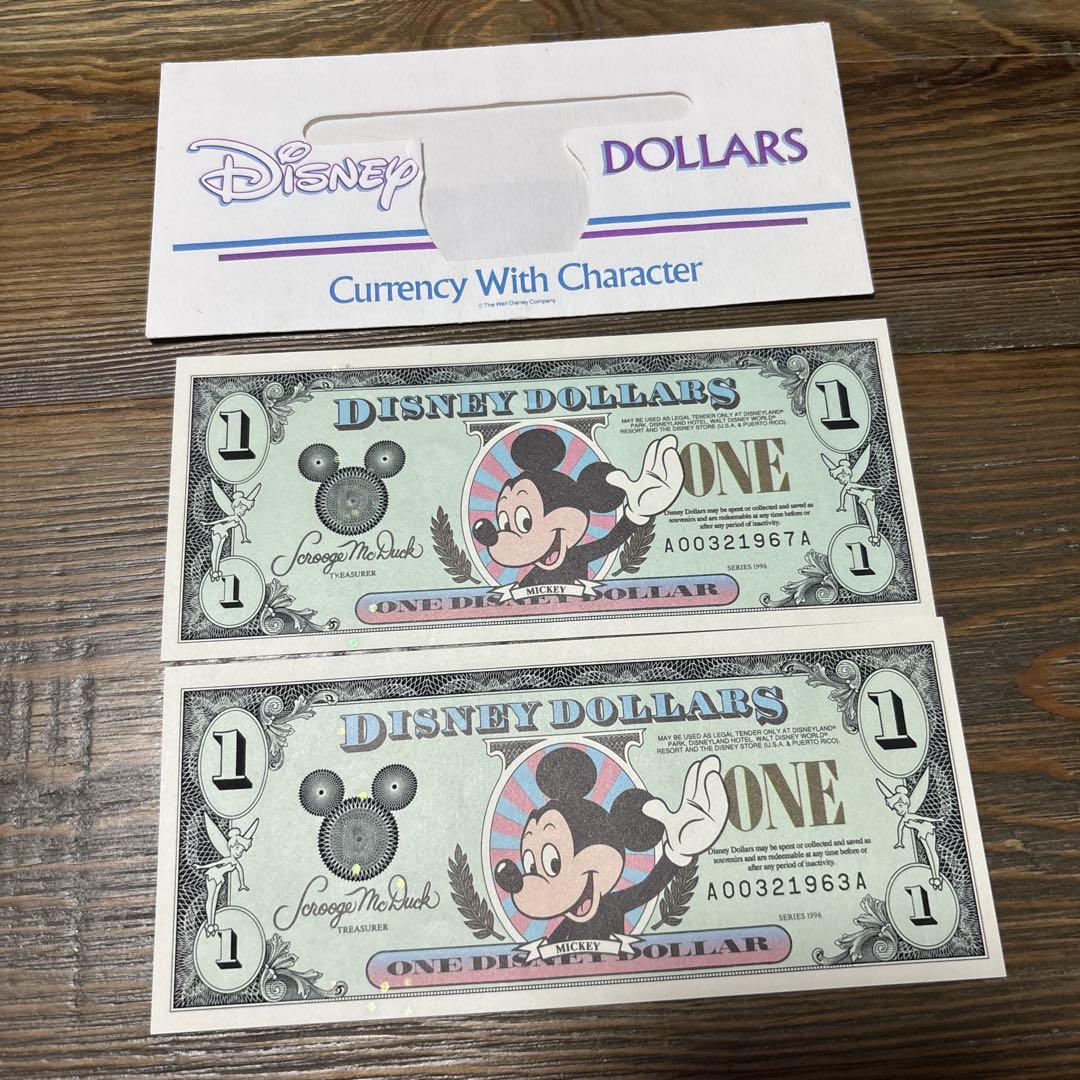 Disney DOLLARS
Currency With Character
© The Walt Disney Company
1 DISNEY DOLLARS 1
MAY BE USED AS LEGAL TENDER ONLY AT DISNEYLAND®
PARK, DISNEYLAND HOTEL, WALT DISNEY WORLD®
RESORT AND THE DISNEY STORE (U.S.A. & PUERTO RICO).
ONE
Disney Dollars may be spent or collected and saved as
souvenirs and are redeemable at any time before or
after any period of inactivity.
A00321967A
Scrooge McDuck
TREASURER
SERIES 1996
1 1
MICKEY
ONE DISNEY DOLLAR
1 DISNEY DOLLARS 1
MAY BE USED AS LEGAL TENDER ONLY AT DISNEYLAND®
PARK, DISNEYLAND HOTEL, WALT DISNEY WORLD®
RESORT AND THE DISNEY STORE (U.S.A. & PUERTO RICO).
ONE
Disney Dollars may be spent or collected and saved as
souvenirs and are redeemable at any time before or
after any period of inactivity.
A00321963A
Scrooge McDuck
TREASURER
SERIES 1996
1 1
MICKEY
ONE DISNEY DOLLAR